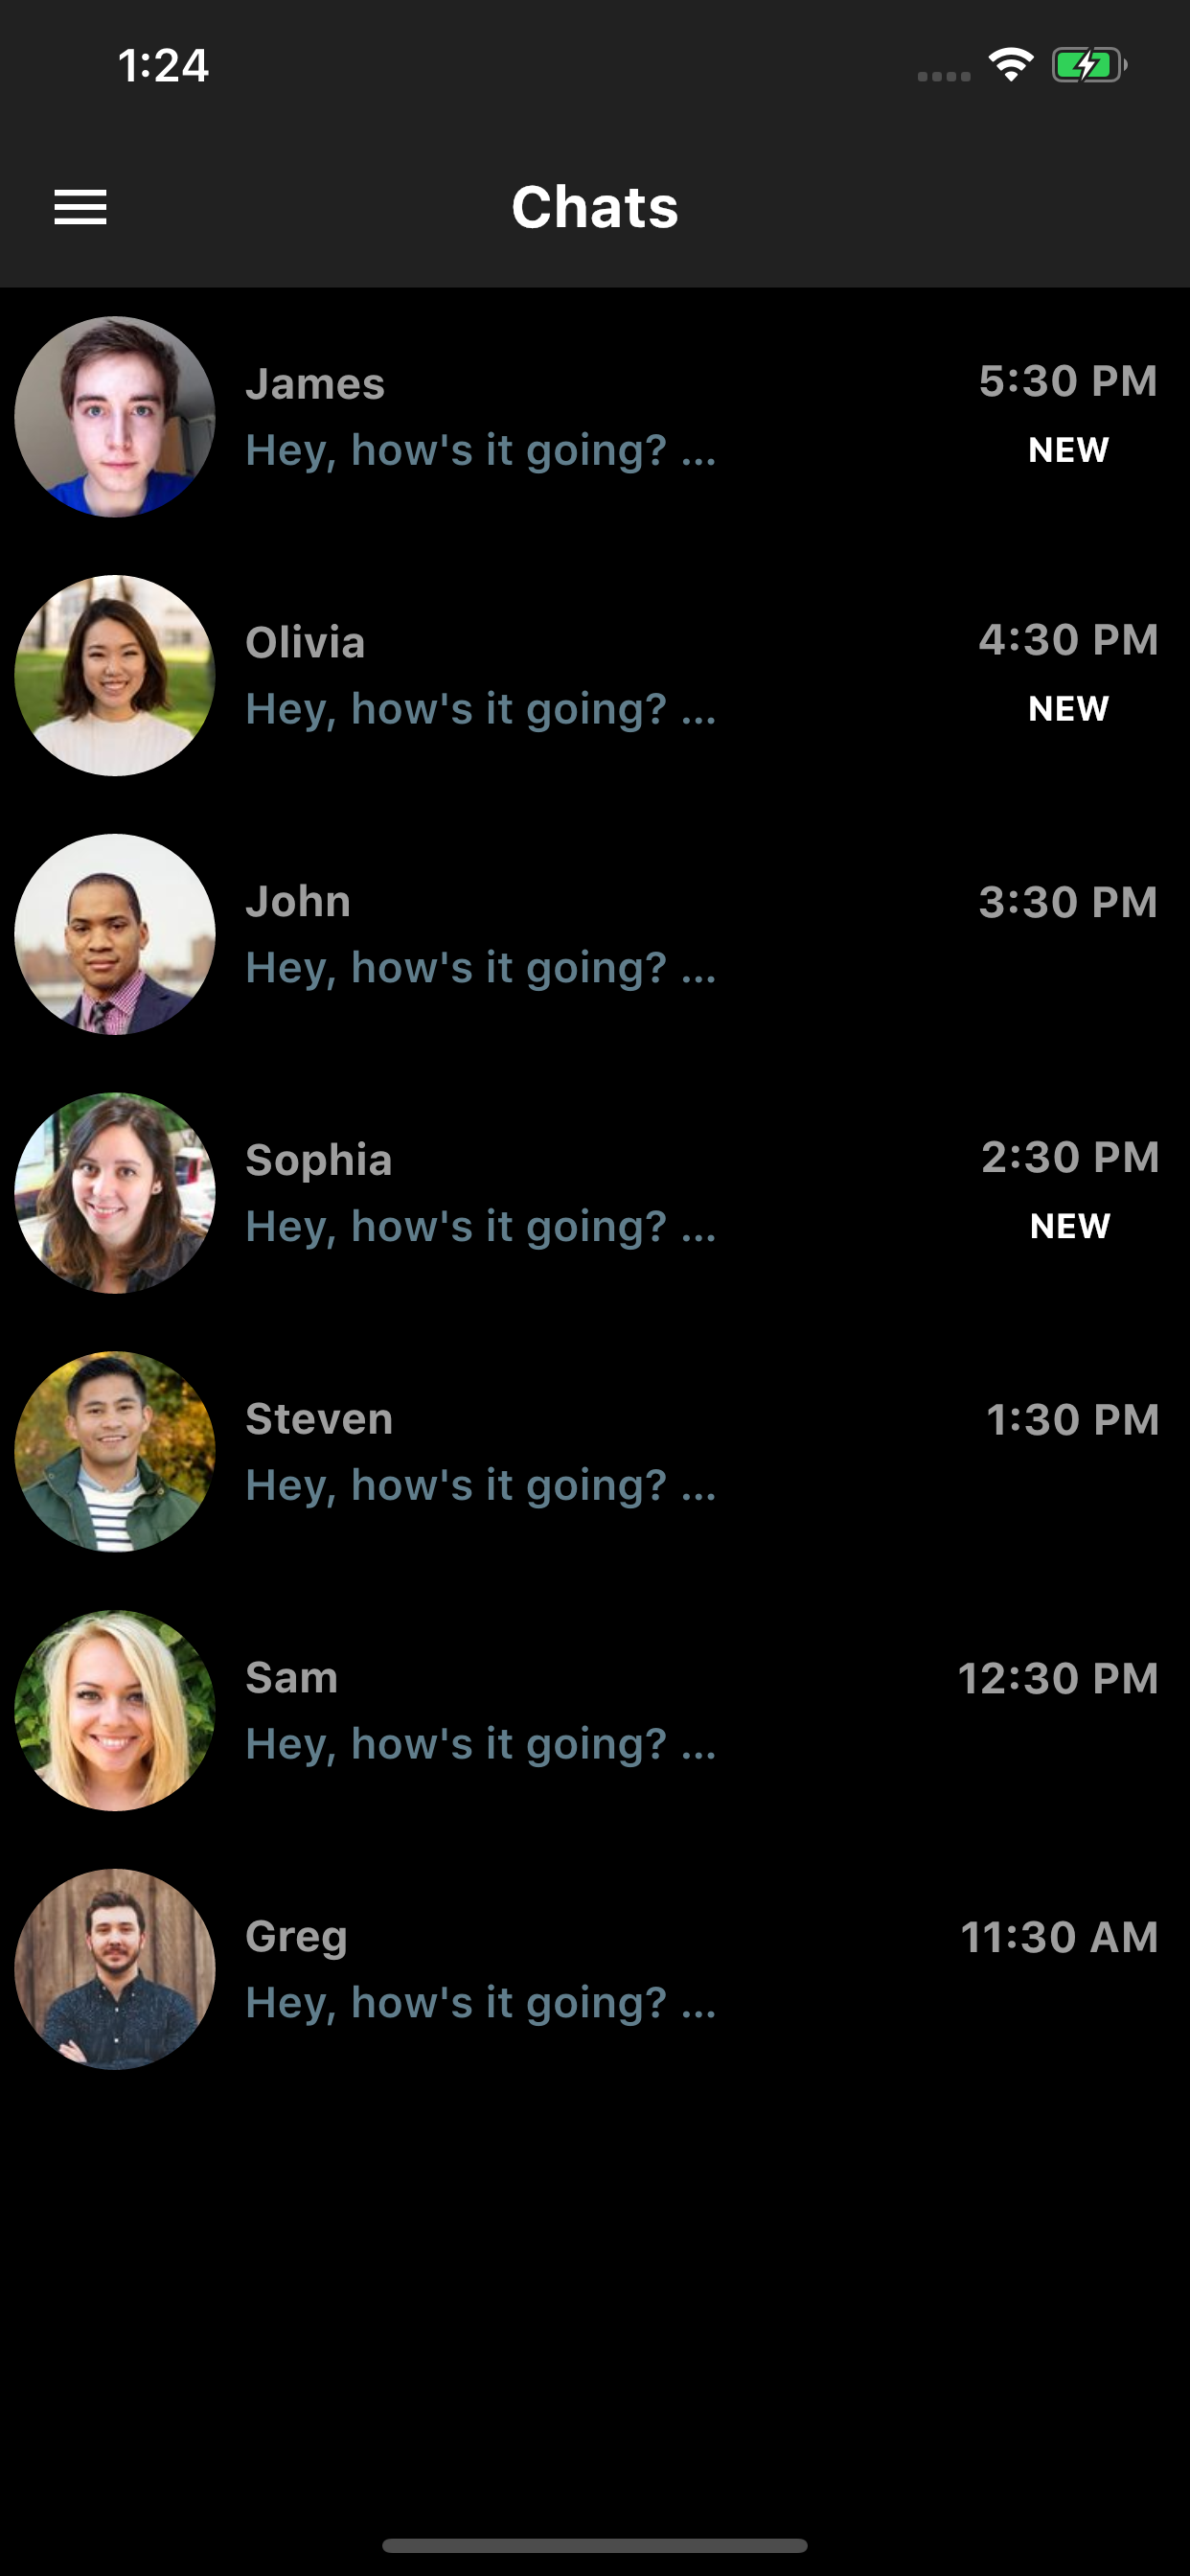 1:24
Chats
James
5:30 PM
Hey, how's it going? ...
NEW
Olivia
4:30 PM
Hey, how's it going? ...
NEW
John
3:30 PM
Hey, how's it going? ...
Sophia
2:30 PM
Hey, how's it going? ...
NEW
Steven
1:30 PM
Hey, how's it going? ...
Sam
12:30 PM
Hey, how's it going? ...
Greg
11:30 AM
Hey, how's it going? ...